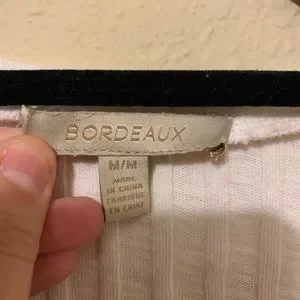 BORDEAUX
M/M
MADE
IN CHINA
FABRIQUÉ
EN CHINE